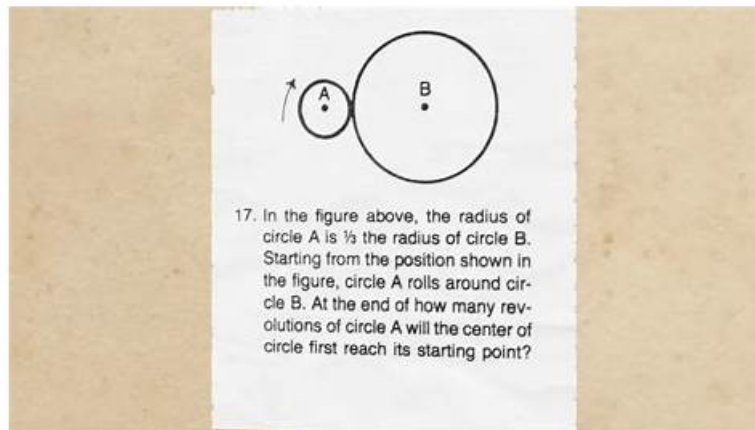 A
B
17. In the figure above, the radius of
circle A is ⅓ the radius of circle B.
Starting from the position shown in
the figure, circle A rolls around cir-
cle B. At the end of how many rev-
olutions of circle A will the center of
circle first reach its starting point?